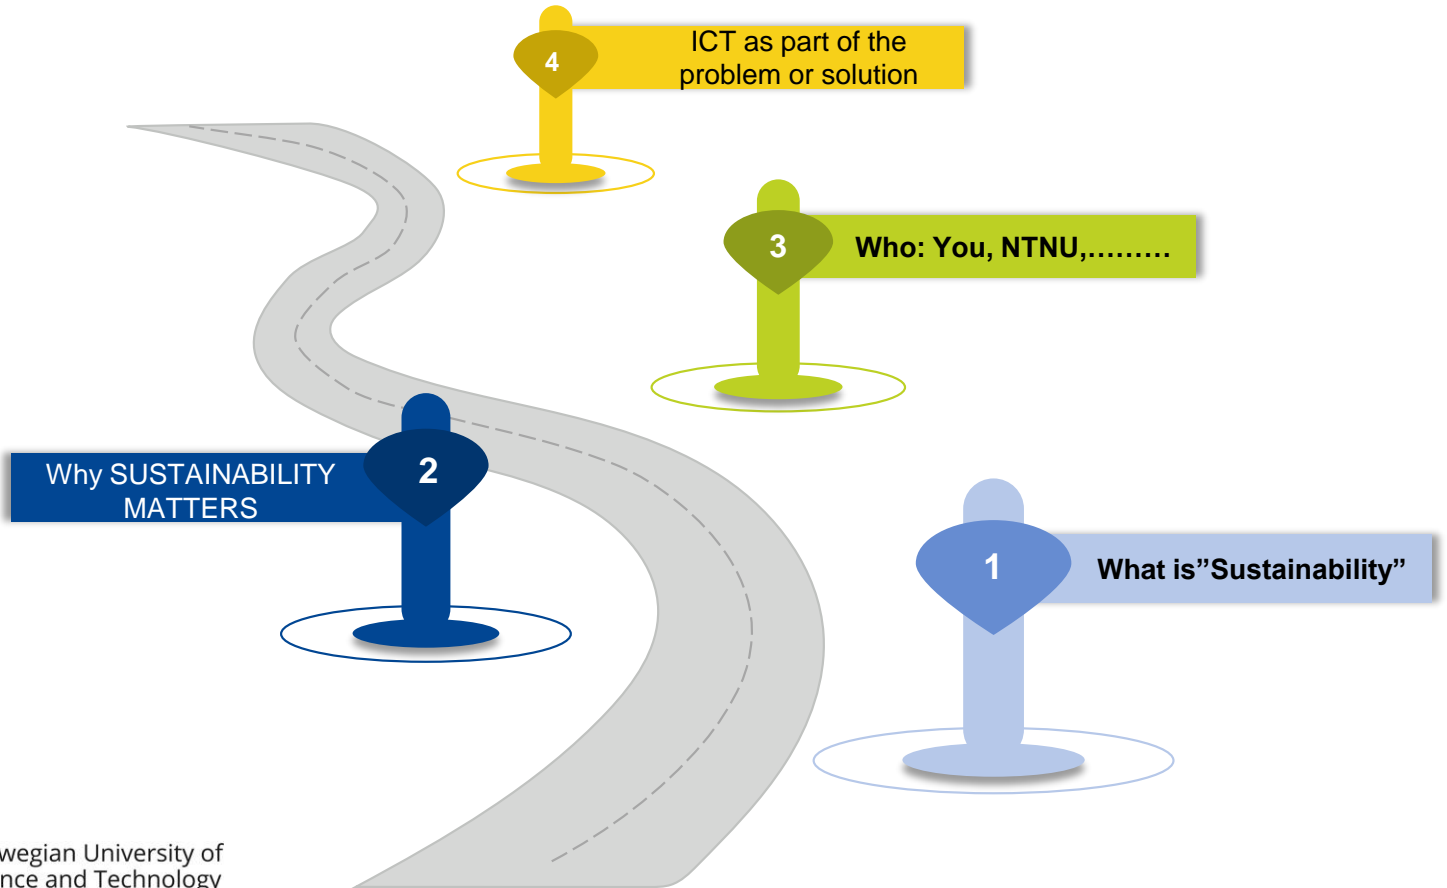 4
ICT as part of the
problem or solution
3
Who: You, NTNU,.........
Why SUSTAINABILITY
MATTERS
2
1
What is”Sustainability”
wegian University of
nce and Technology